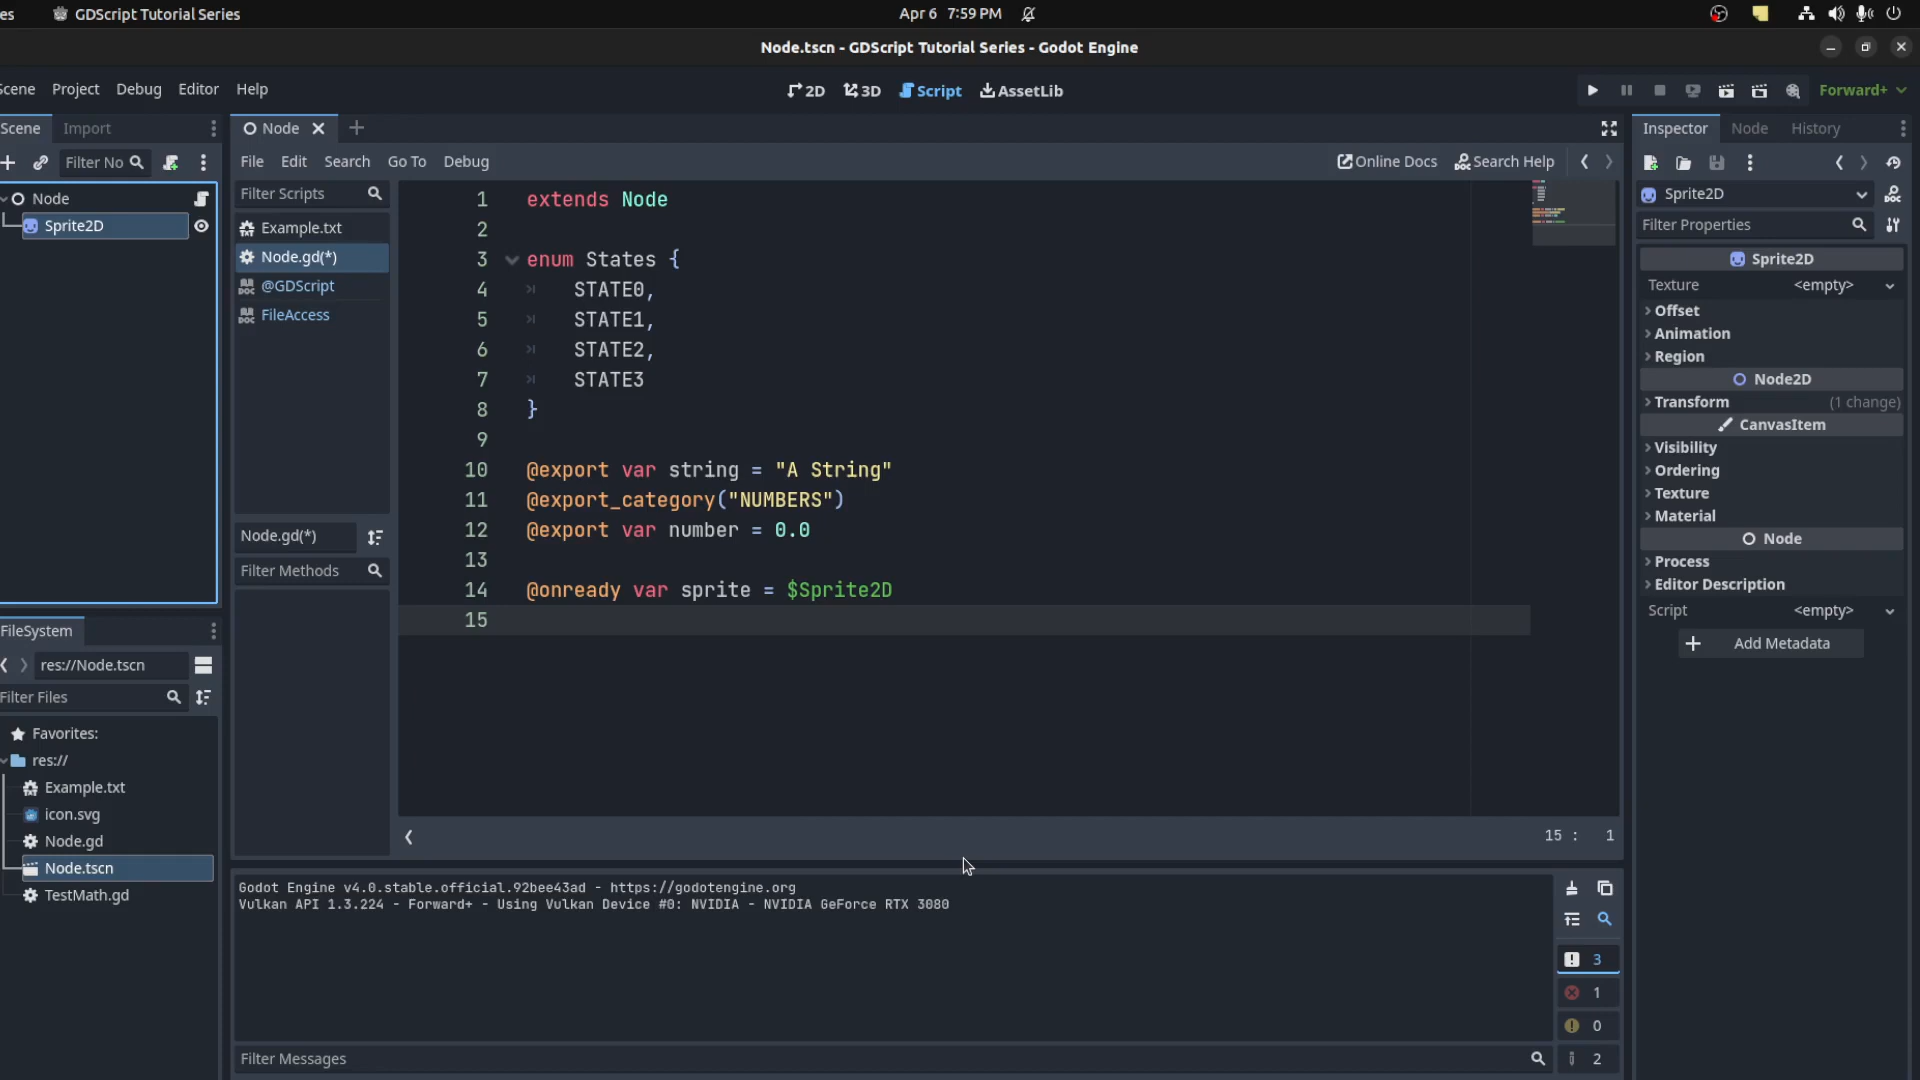 es GDScript Tutorial Series Apr 6 7:59 PM
Node.tscn - GDScript Tutorial Series - Godot Engine
Scene Project Debug Editor Help 2D 3D Script AssetLib Forward+
Scene Import
Node
Filter No
Node
Sprite2D
File Edit Search Go To Debug Online Docs Search Help
Filter Scripts
Example.txt
Node.gd(*)
@GDScript
FileAccess
Node.gd(*)
Filter Methods
1 extends Node
2
3 enum States {
4 STATE0,
5 STATE1,
6 STATE2,
7 STATE3
8 }
9
10 @export var string = "A String"
11 @export_category("NUMBERS")
12 @export var number = 0.0
13
14 @onready var sprite = $Sprite2D
15
15 : 1
Inspector Node History
Sprite2D
Filter Properties
Sprite2D
Texture <empty>
Offset
Animation
Region
Node2D
Transform (1 change)
CanvasItem
Visibility
Ordering
Texture
Material
Node
Process
Editor Description
Script <empty>
Add Metadata
FileSystem
res://Node.tscn
Filter Files
Favorites:
res://
Example.txt
icon.svg
Node.gd
Node.tscn
TestMath.gd
Godot Engine v4.0.stable.official.92bee43ad - https://godotengine.org
Vulkan API 1.3.224 - Forward+ - Using Vulkan Device #0: NVIDIA - NVIDIA GeForce RTX 3080
3
1
0
2
Filter Messages